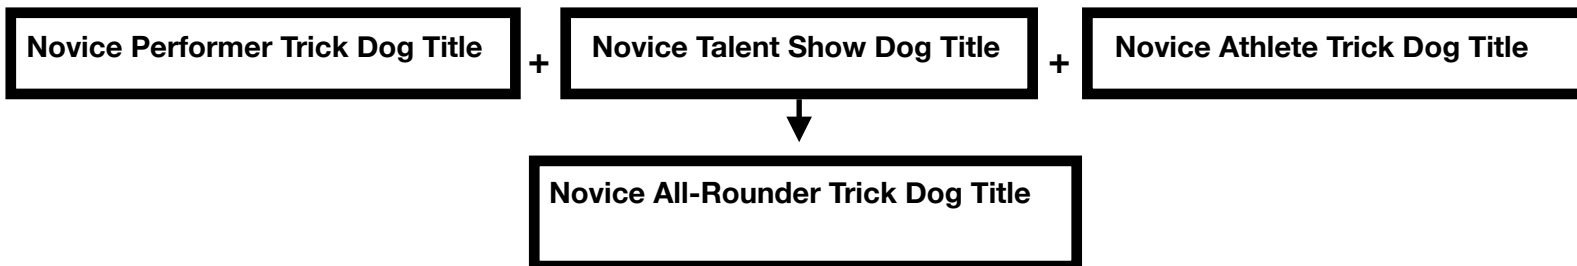 Novice Performer Trick Dog Title + Novice Talent Show Dog Title + Novice Athlete Trick Dog Title
Novice All-Rounder Trick Dog Title